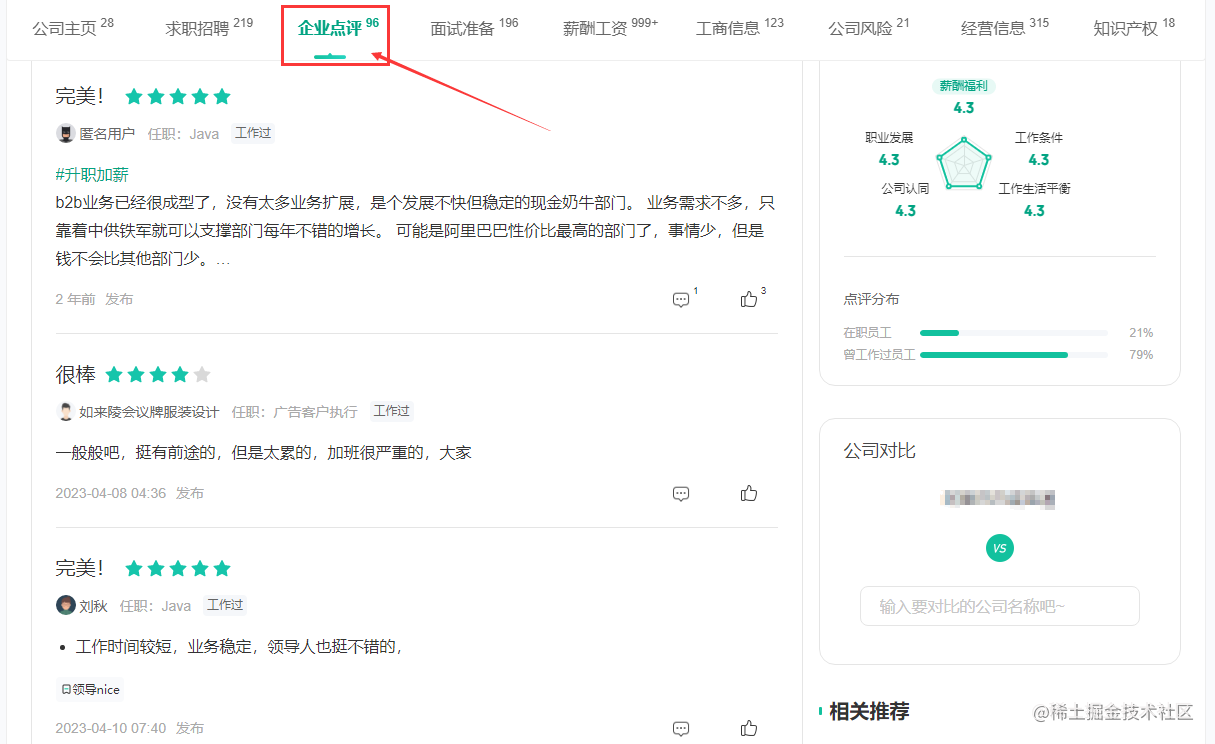 公司主页 28 求职招聘 219 企业点评 96 面试准备 196 薪酬工资 999+ 工商信息 123 公司风险 21 经营信息 315 知识产权 18
完美！
匿名用户 任职：Java 工作过
#升职加薪
b2b业务已经很成型了，没有太多业务扩展，是个发展不快但稳定的现金奶牛部门。 业务需求不多，只
靠着中供铁军就可以支撑部门每年不错的增长。 可能是阿里巴巴性价比最高的部门了，事情少，但是
钱不会比其他部门少。...
2 年前 发布 1 3
很棒
如来陵会议牌服装设计 任职：广告客户执行 工作过
一般般吧，挺有前途的，但是太累的，加班很严重的，大家
2023-04-08 04:36 发布
完美！
刘秋 任职：Java 工作过
• 工作时间较短，业务稳定，领导人也挺不错的，
领导nice
2023-04-10 07:40 发布
薪酬福利
4.3
职业发展 工作条件
4.3 4.3
公司认同 工作生活平衡
4.3 4.3
点评分布
在职员工 21%
曾工作过员工 79%
公司对比
VS
输入要对比的公司名称吧~
相关推荐
@稀土掘金技术社区